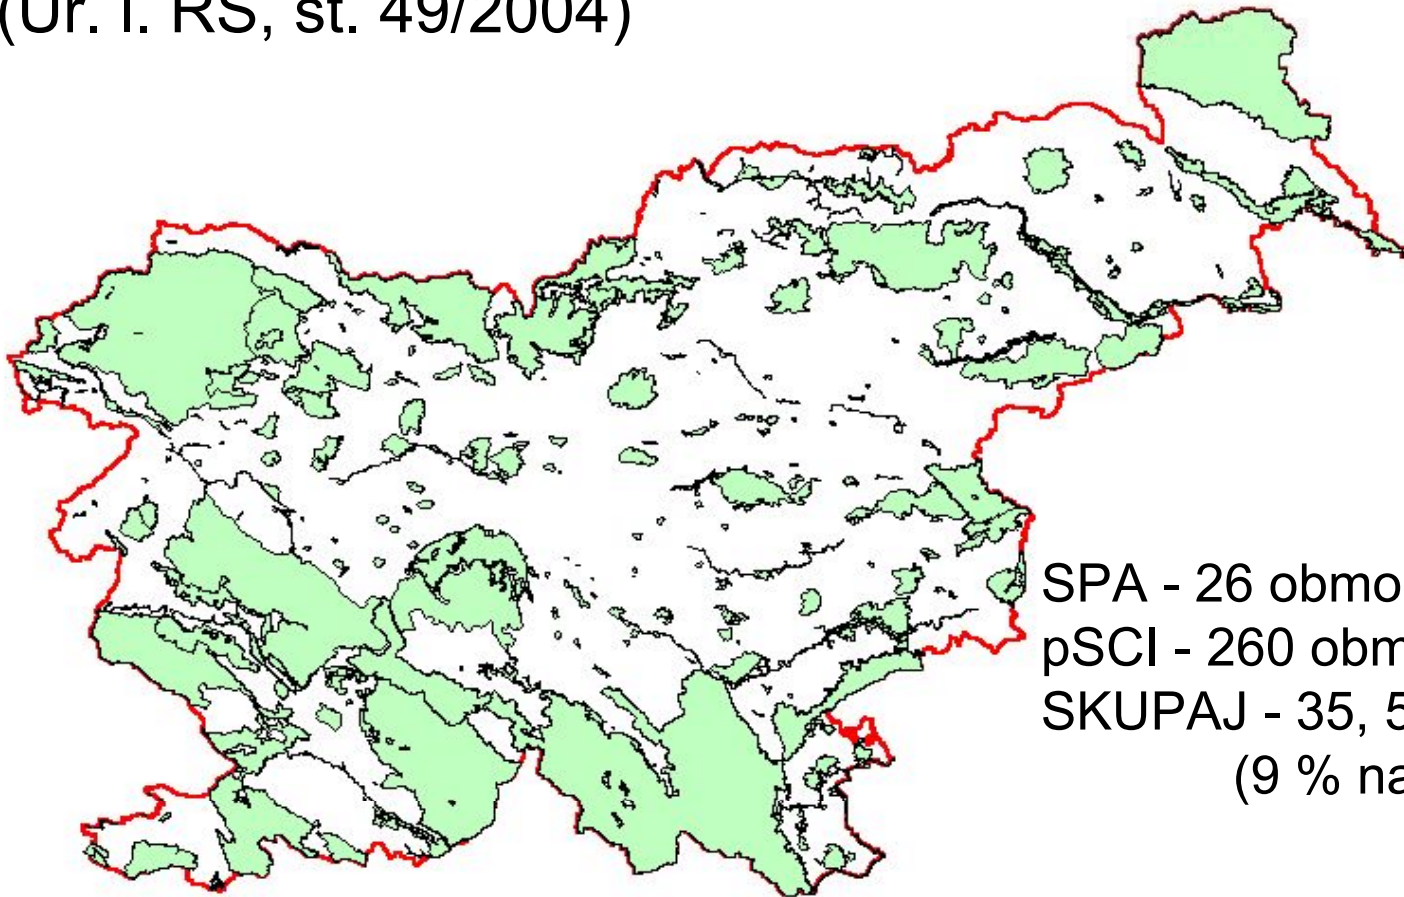 (Ur. l. RS, št. 49/2004)
SPA - 26 obmo
pSCI - 260 obm
SKUPAJ - 35, 5
(9 % na